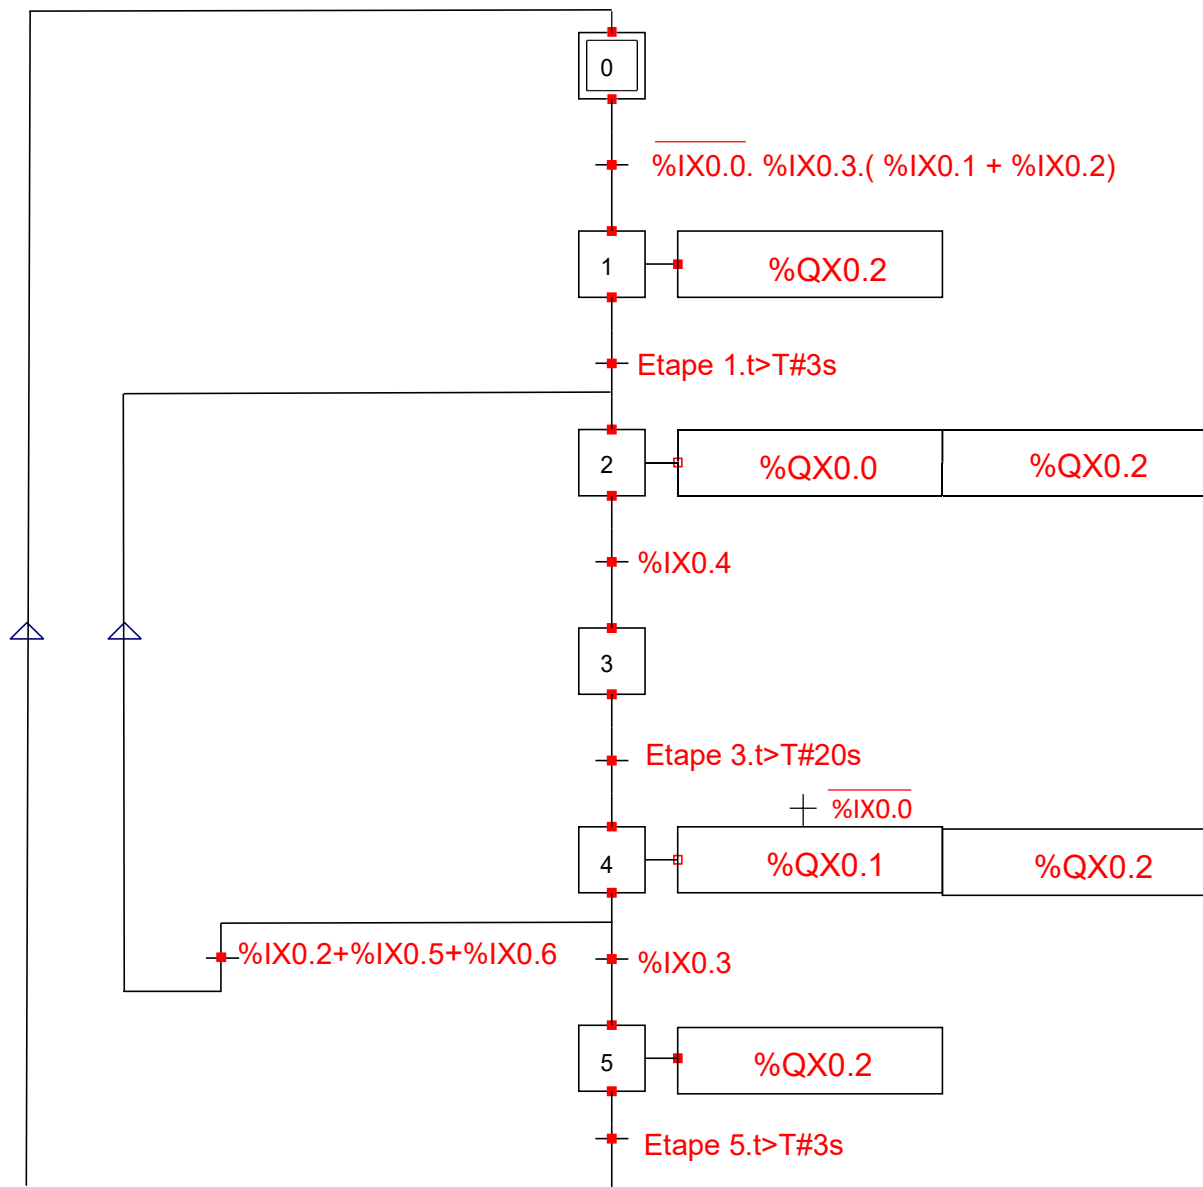 0
%IX0.0. %IX0.3.( %IX0.1 + %IX0.2)
1
%QX0.2
Etape 1.t>T#3s
2
%QX0.0
%QX0.2
%IX0.4
3
Etape 3.t>T#20s
%IX0.0
4
%QX0.1
%QX0.2
%IX0.2+%IX0.5+%IX0.6
%IX0.3
5
%QX0.2
Etape 5.t>T#3s